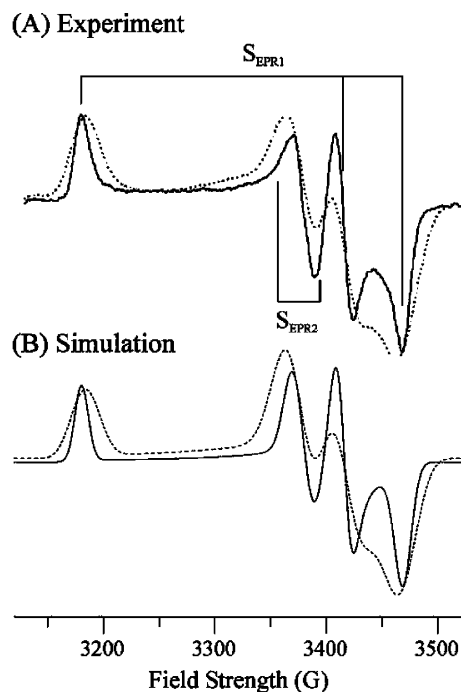 (A) Experiment
SEPR1
SEPR2
(B) Simulation
3200 3300 3400 3500
Field Strength (G)